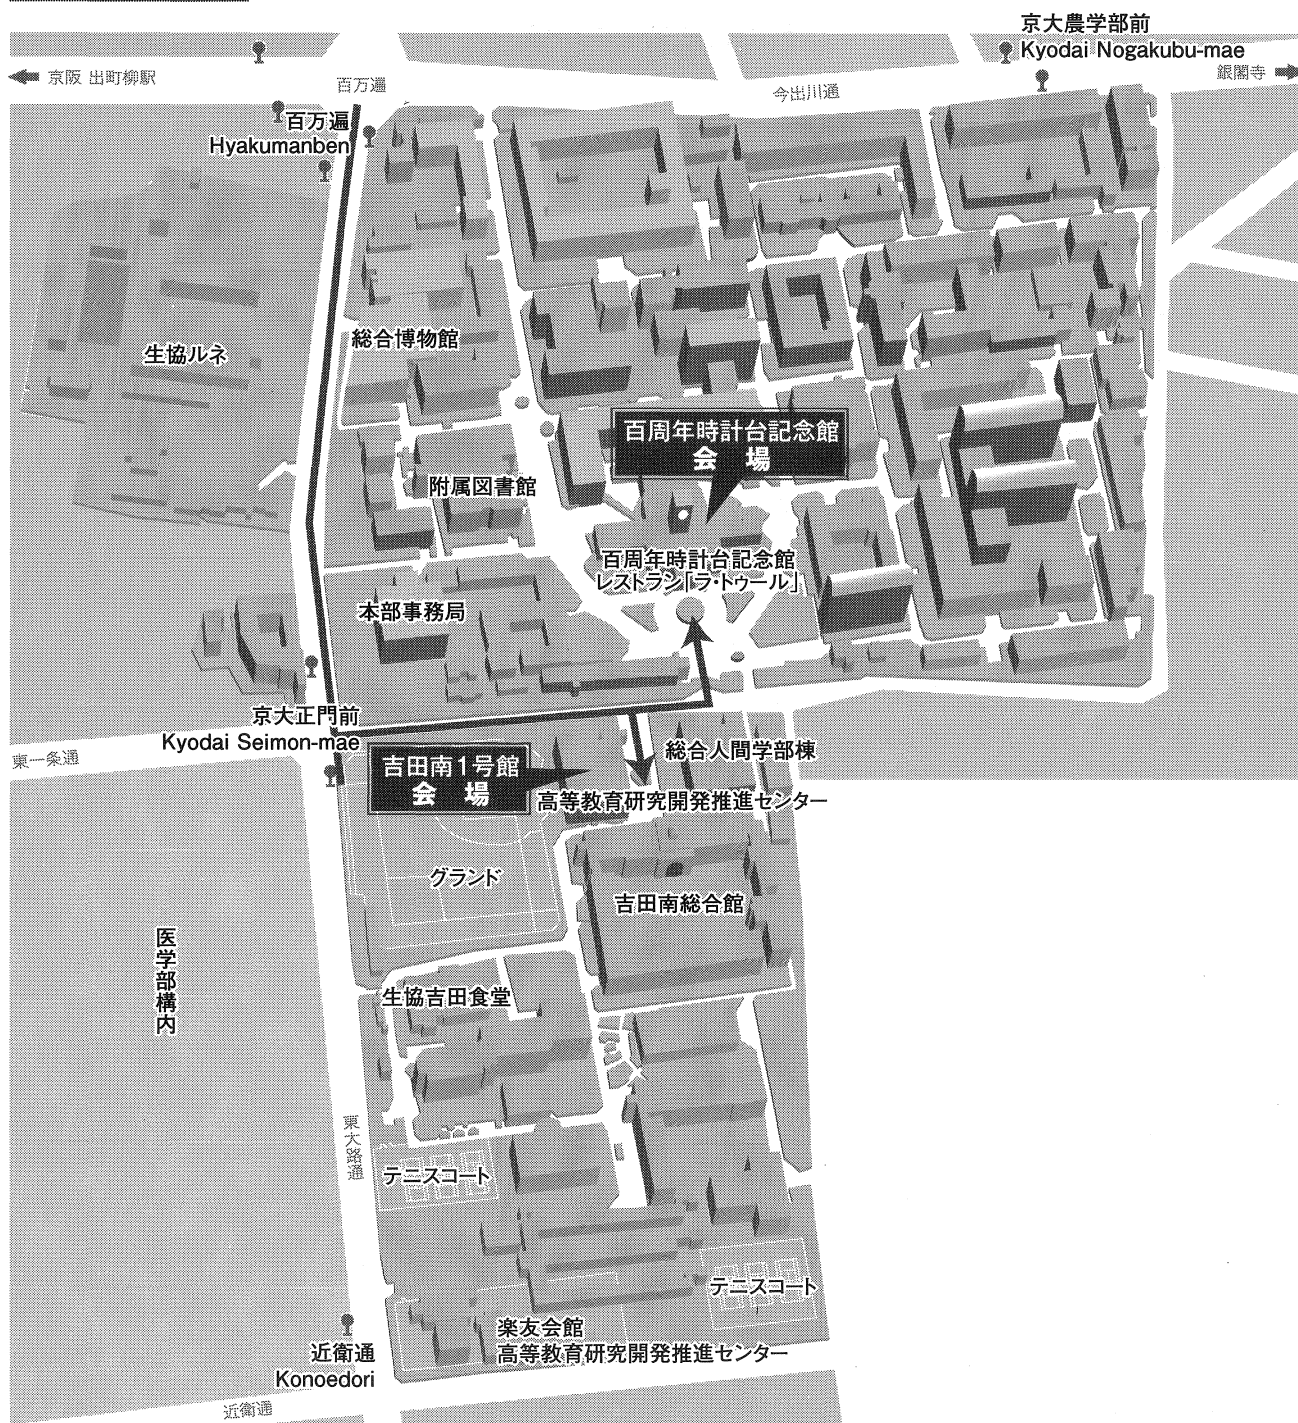 京大農学部前
Kyodai Nogakubu-mae
京阪 出町柳駅
百万遍
今出川通
銀閣寺
百万遍
Hyakumanben
総合博物館
生協ルネ
百周年時計台記念館
会 場
附属図書館
百周年時計台記念館
レストラン「ラ・トゥール」
本部事務局
京大正門前
Kyodai Seimon-mae
東一条通
吉田南1号館
会 場
総合人間学部棟
高等教育研究開発推進センター
グランド
吉田南総合館
医学部構内
生協吉田食堂
東大路通
テニスコート
テニスコート
楽友会館
高等教育研究開発推進センター
近衛通
Konoedori
近衛通